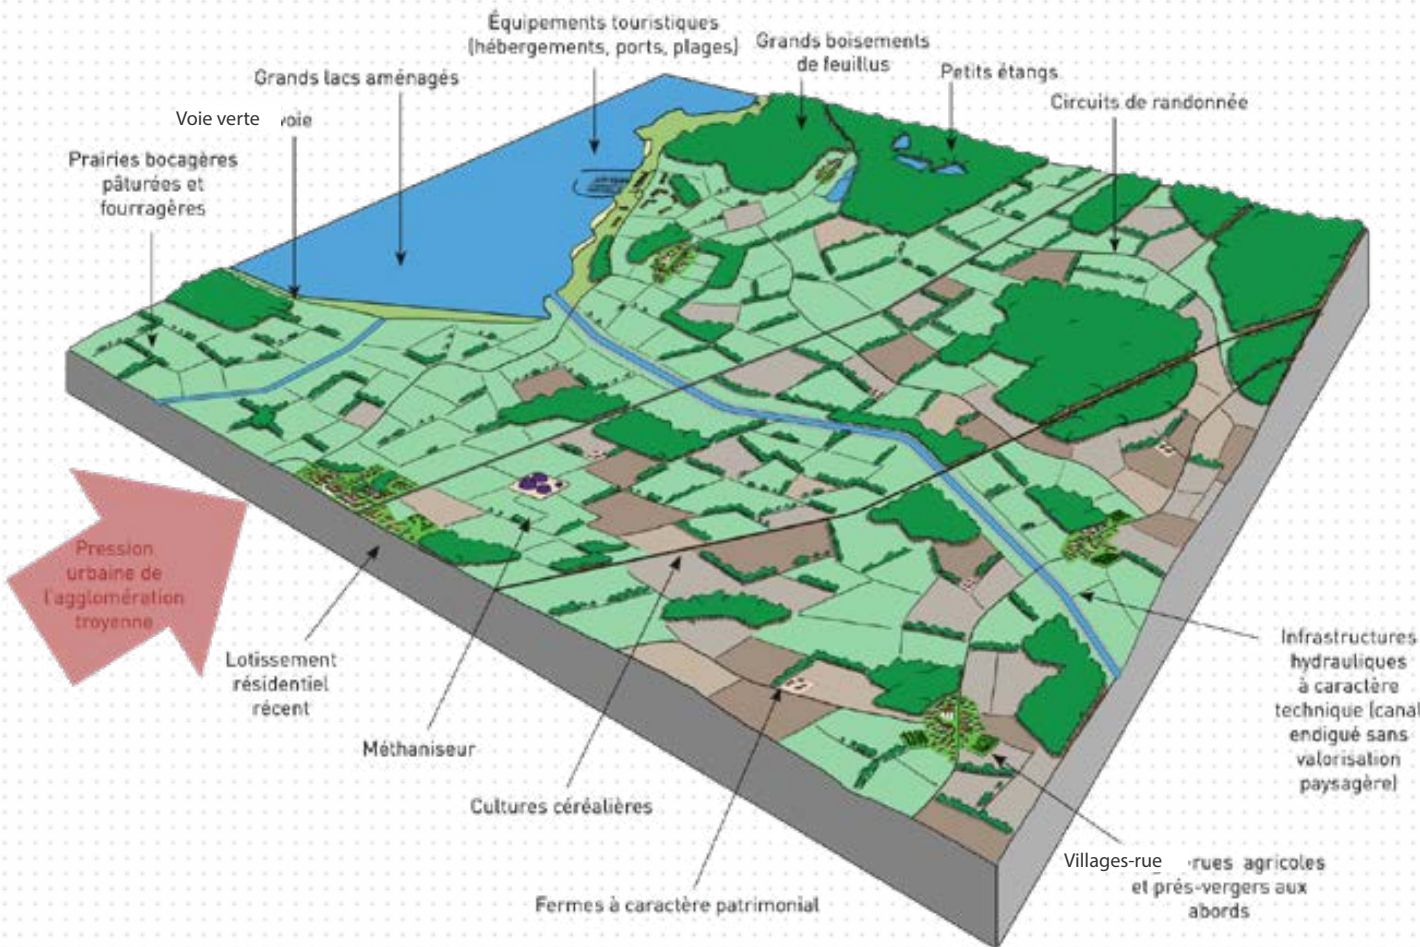 Équipements touristiques
(hébergements, ports, plages)
Grands boisements
de feuillus
Petits étangs
Circuits de randonnée
Grands lacs aménagés
Voie verte voie
Prairies bocagères
pâturées et
fourragères
Pression
urbaine de
l'agglomération
troyenne
Lotissement
résidentiel
récent
Méthaniseur
Cultures céréalières
Fermes à caractère patrimonial
Infrastructures
hydrauliques
à caractère
technique (canal
endigué sans
valorisation
paysagère)
Villages-rue -rues agricoles
et prés-vergers aux
abords